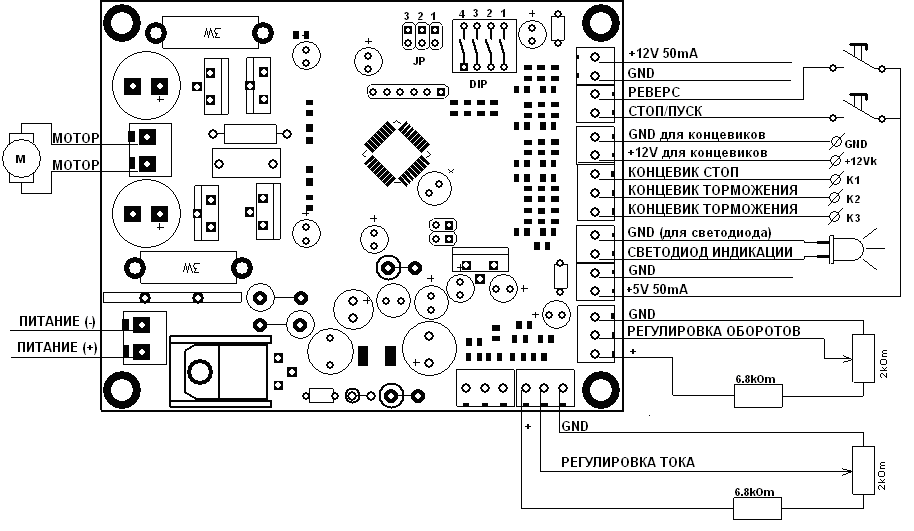 3W
3 2 1
JP
4 3 2 1
DIP
+
+
+
+12V 50mA
GND
РЕВЕРС
СТОП/ПУСК
GND для концевиков
GND
+12V для концевиков
+12Vk
КОНЦЕВИК СТОП
K1
КОНЦЕВИК ТОРМОЖЕНИЯ
K2
КОНЦЕВИК ТОРМОЖЕНИЯ
K3
GND (для светодиода)
СВЕТОДИОД ИНДИКАЦИИ
GND
+5V 50mA
МОТОР
M
МОТОР
+
+
+
3W
+
+
+
+
+
+
+
ПИТАНИЕ (-)
ПИТАНИЕ (+)
GND
РЕГУЛИРОВКА ОБОРОТОВ
+
2kOm
6.8kOm
+
GND
РЕГУЛИРОВКА ТОКА
2kOm
6.8kOm